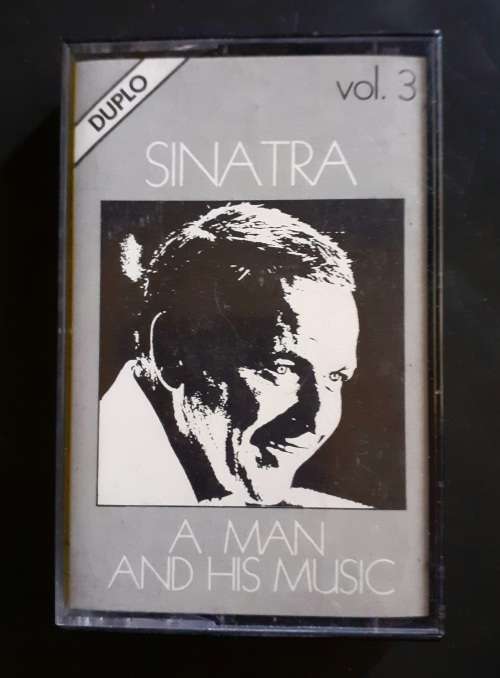 DUPLO
vol. 3
SINATRA
A MAN
AND HIS MUSIC